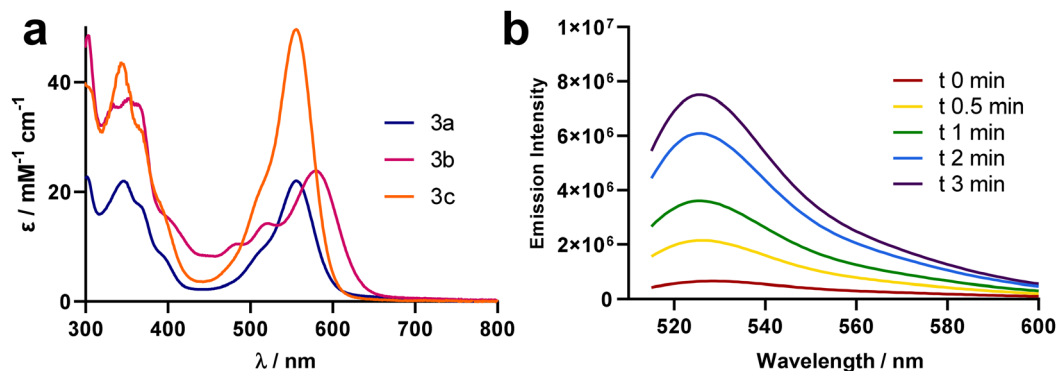 a
ε / mM⁻¹ cm⁻¹
40
20
0
300 400 500 600 700 800
λ / nm
3a
3b
3c
b
Emission Intensity
1×10⁷
8×10⁶
6×10⁶
4×10⁶
2×10⁶
0
520 540 560 580 600
Wavelength / nm
t 0 min
t 0.5 min
t 1 min
t 2 min
t 3 min